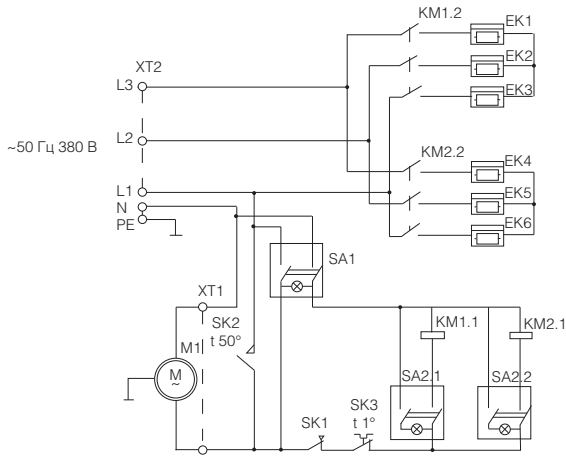 KM1.2
EK1
XT2
EK2
L3
EK3
~50 Гц 380 В
L2
KM2.2
EK4
L1
EK5
N
PE
EK6
SA1
XT1
SK2
t 50°
KM1.1
KM2.1
M1
M
~
SA2.1
SA2.2
SK1
SK3
t 1°